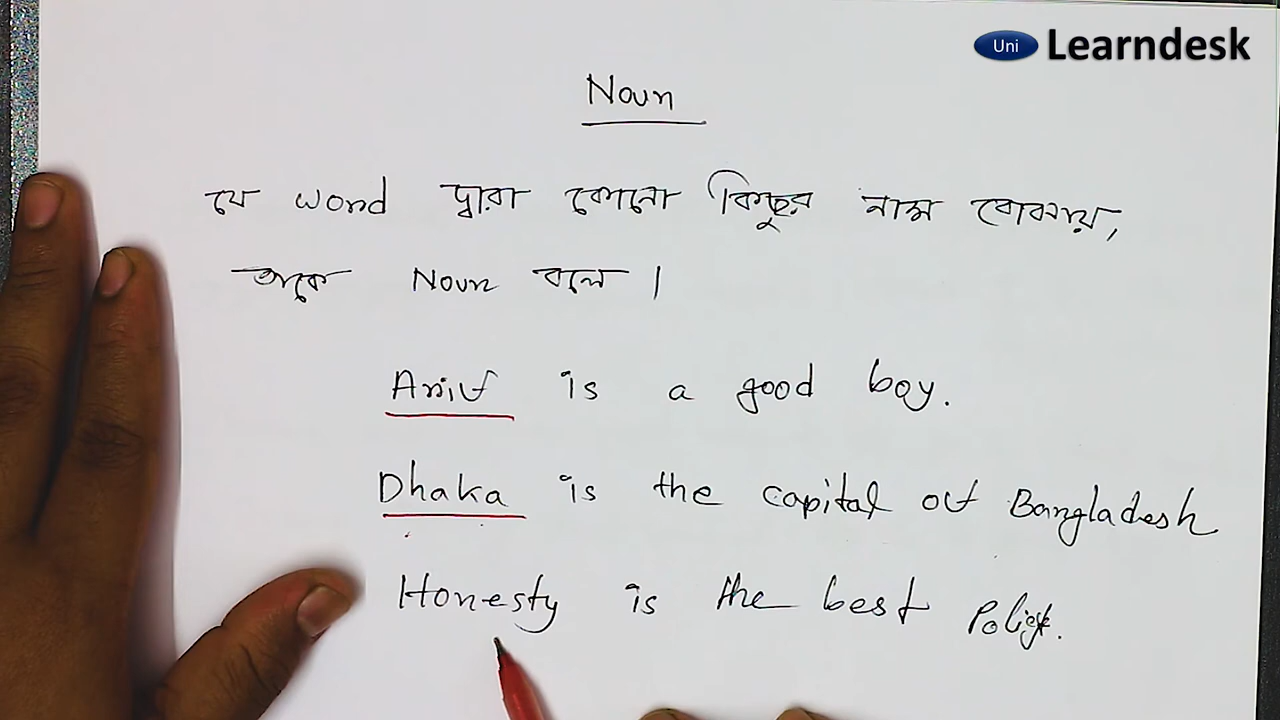 Uni Learndesk
Noun
যে word দ্বারা কোনো কিছুর নাম বোঝায়,
তাকে Noun বলে।
Arif is a good boy.
Dhaka is the capital of Bangladesh
Honesty is the best Policy.